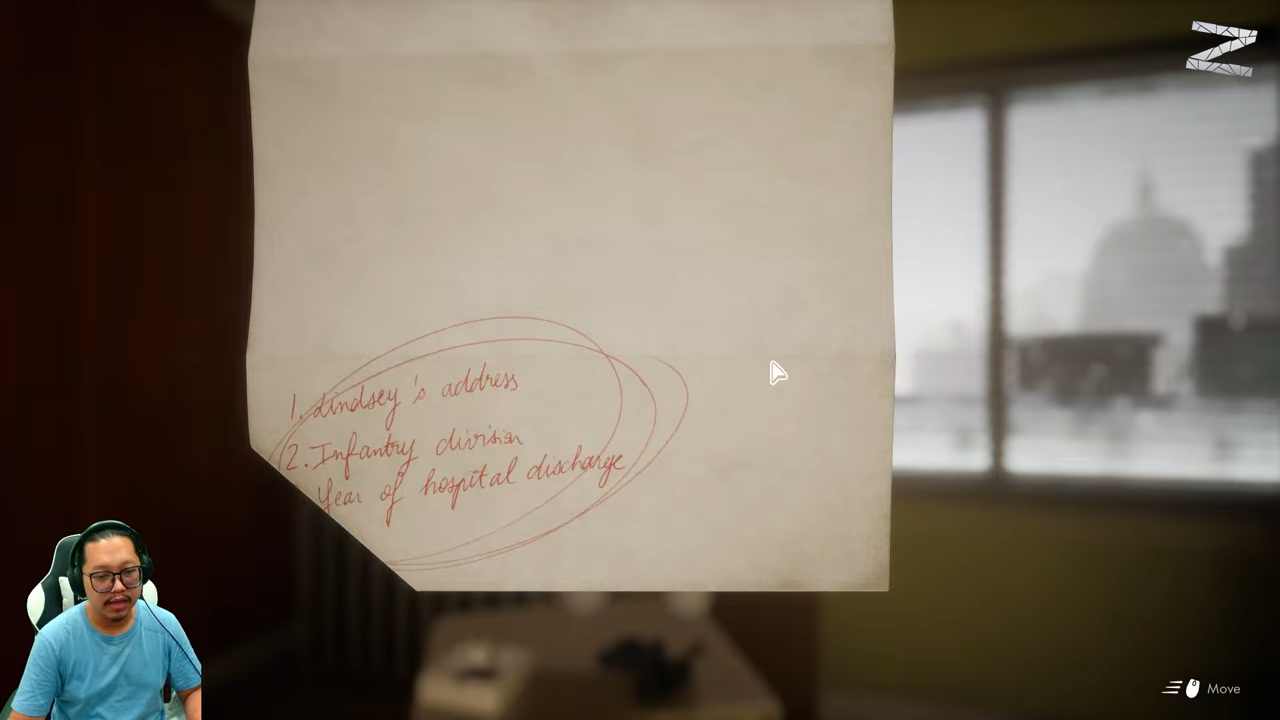 Z
1. Lindsey's address
2. Infantry division
Year of hospital discharge
Move